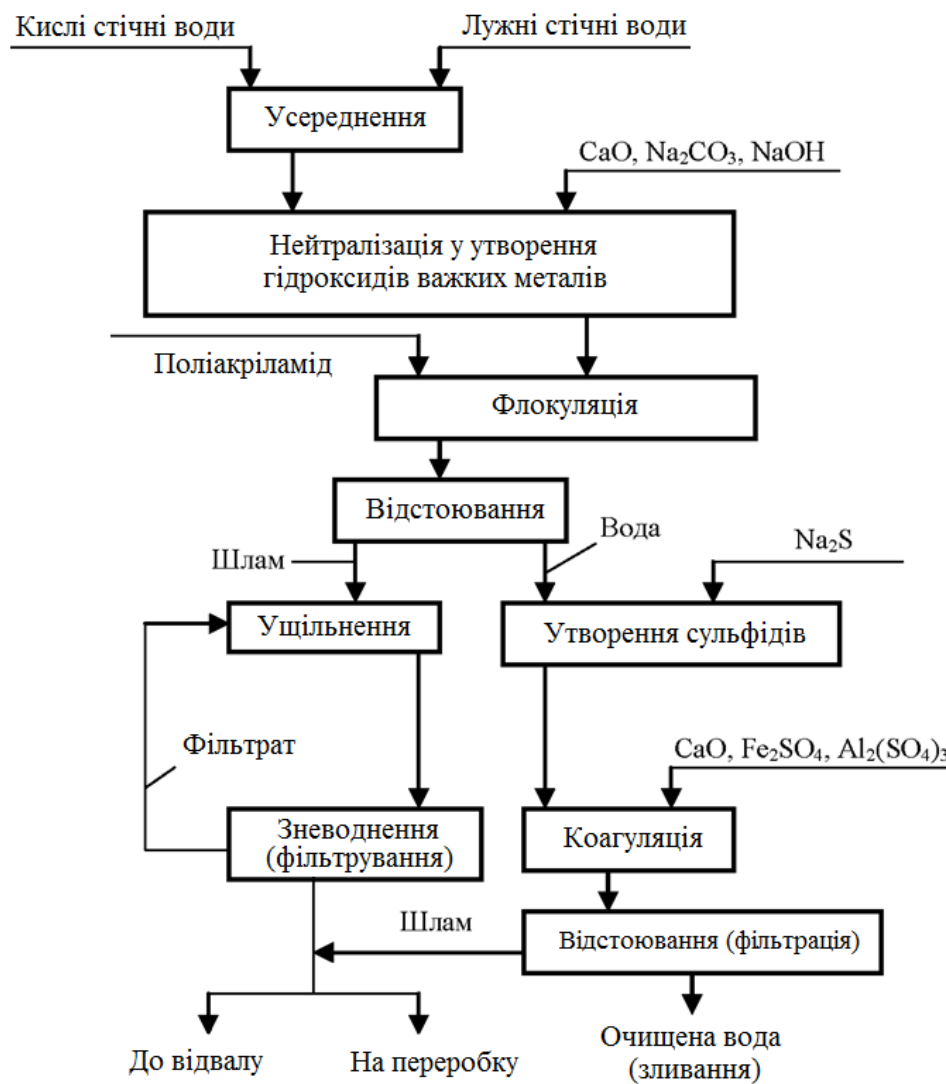 Кислі стічні води
Лужні стічні води
Усереднення
CaO, Na₂CO₃, NaOH
Нейтралізація у утворення
гідроксидів важких металів
Поліакріламід
Флокуляція
Відстоювання
Шлам
Вода
Na₂S
Ущільнення
Утворення сульфідів
Фільтрат
CaO, Fe₂SO₄, Al₂(SO₄)₃
Зневоднення
(фільтрування)
Коагуляція
Шлам
Відстоювання (фільтрація)
До відвалу
На переробку
Очищена вода
(зливання)